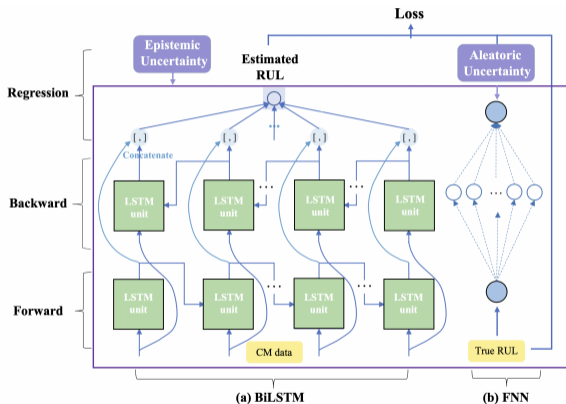 Loss
Epistemic
Uncertainty
Estimated
RUL
Aleatoric
Uncertainty
Regression
...
[,]
[,]
[,]
[,]
Concatenate
Backward
LSTM
unit
LSTM
unit
...
LSTM
unit
...
LSTM
unit
...
Forward
LSTM
unit
LSTM
unit
...
LSTM
unit
...
LSTM
unit
CM data
True RUL
(a) BiLSTM
(b) FNN